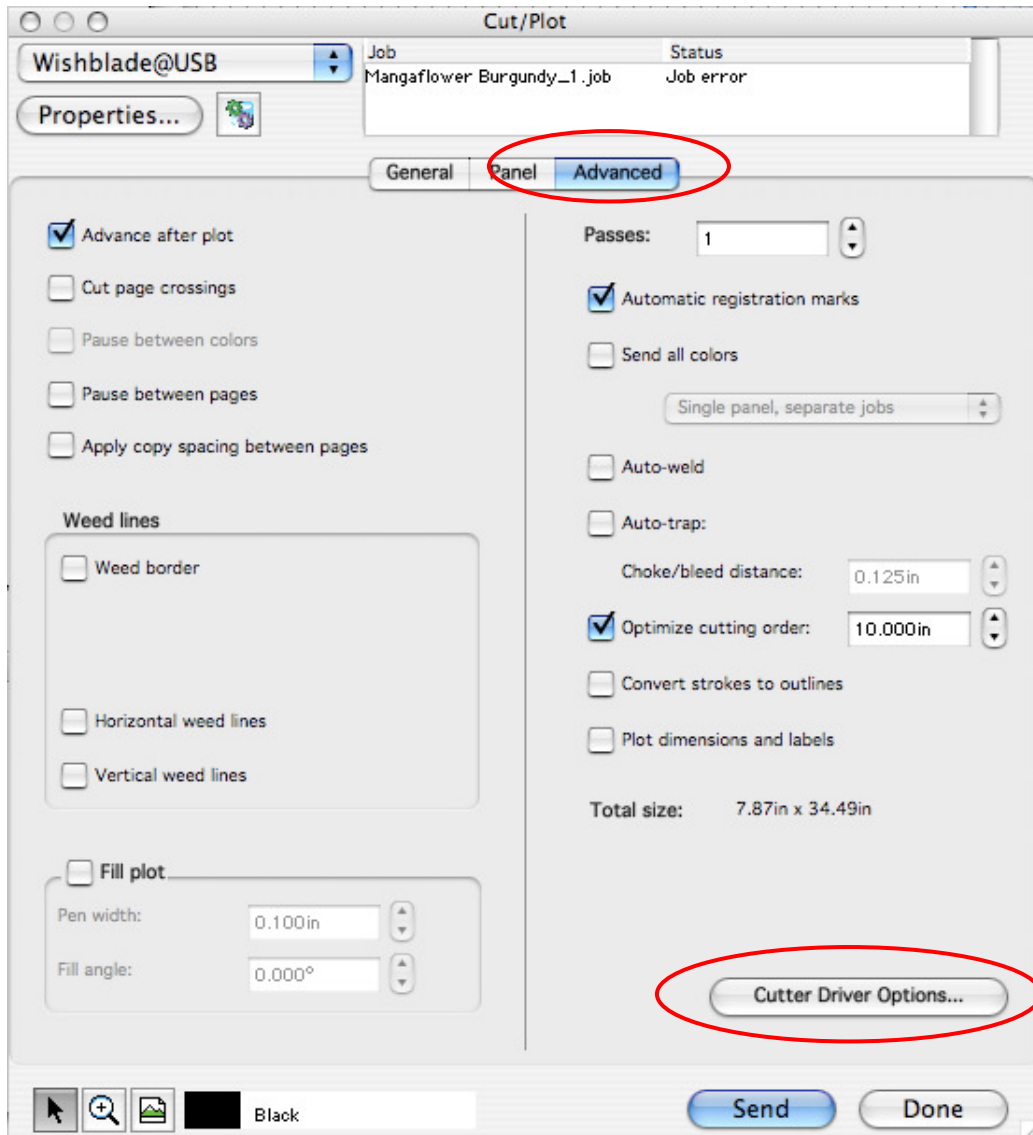 Cut/Plot
Wishblade@USB
Job Status
Mangaflower Burgundy_1.job Job error
Properties...
General Panel Advanced
Advance after plot
Cut page crossings
Pause between colors
Pause between pages
Apply copy spacing between pages
Weed lines
Weed border
Horizontal weed lines
Vertical weed lines
Fill plot
Pen width: 0.100in
Fill angle: 0.000°
Passes: 1
Automatic registration marks
Send all colors
Single panel, separate jobs
Auto-weld
Auto-trap:
Choke/bleed distance: 0.125in
Optimize cutting order: 10.000in
Convert strokes to outlines
Plot dimensions and labels
Total size: 7.87in x 34.49in
Cutter Driver Options...
Black
Send Done